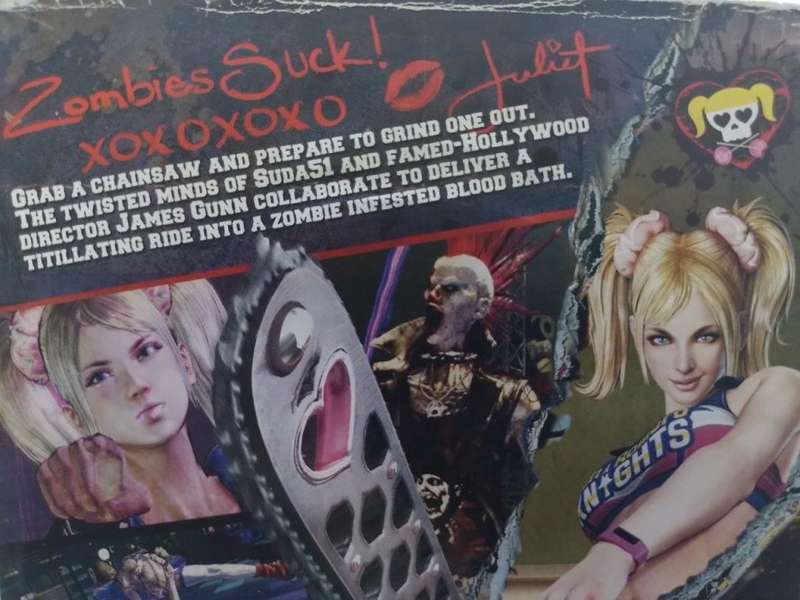 Zombies Suck!
xoxoxoxo Juliet
GRAB A CHAINSAW AND PREPARE TO GRIND ONE OUT.
THE TWISTED MINDS OF SUDA51 AND FAMED-HOLLYWOOD
DIRECTOR JAMES GUNN COLLABORATE TO DELIVER A
TITILLATING RIDE INTO A ZOMBIE INFESTED BLOOD BATH.
KNIGHTS